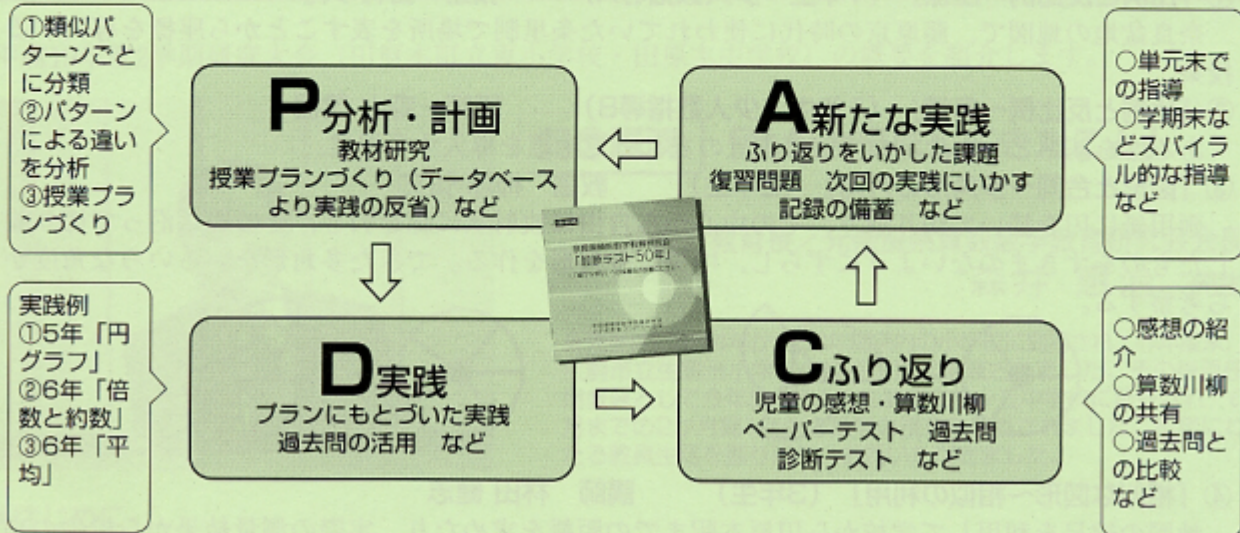 ①類似パ
ターンごと
に分類
②パターン
による違い
を分析
③授業プラ
ンづくり
P分析・計画
教材研究
授業プランづくり（データベース
より実践の反省）など
A新たな実践
ふり返りをいかした課題
復習問題　次回の実践にいかす
記録の備蓄　など
○単元末で
の指導
○学期末な
どスパイラ
ル的な指導
など
「診断テスト50年」
実践例
①5年「円
グラフ」
②6年「倍
数と約数」
③6年「平
均」
D実践
プランにもとづいた実践
過去問の活用　など
Cふり返り
児童の感想・算数川柳
ペーパーテスト　過去問
診断テスト　など
○感想の紹
介
○算数川柳
の共有
○過去問と
の比較
など